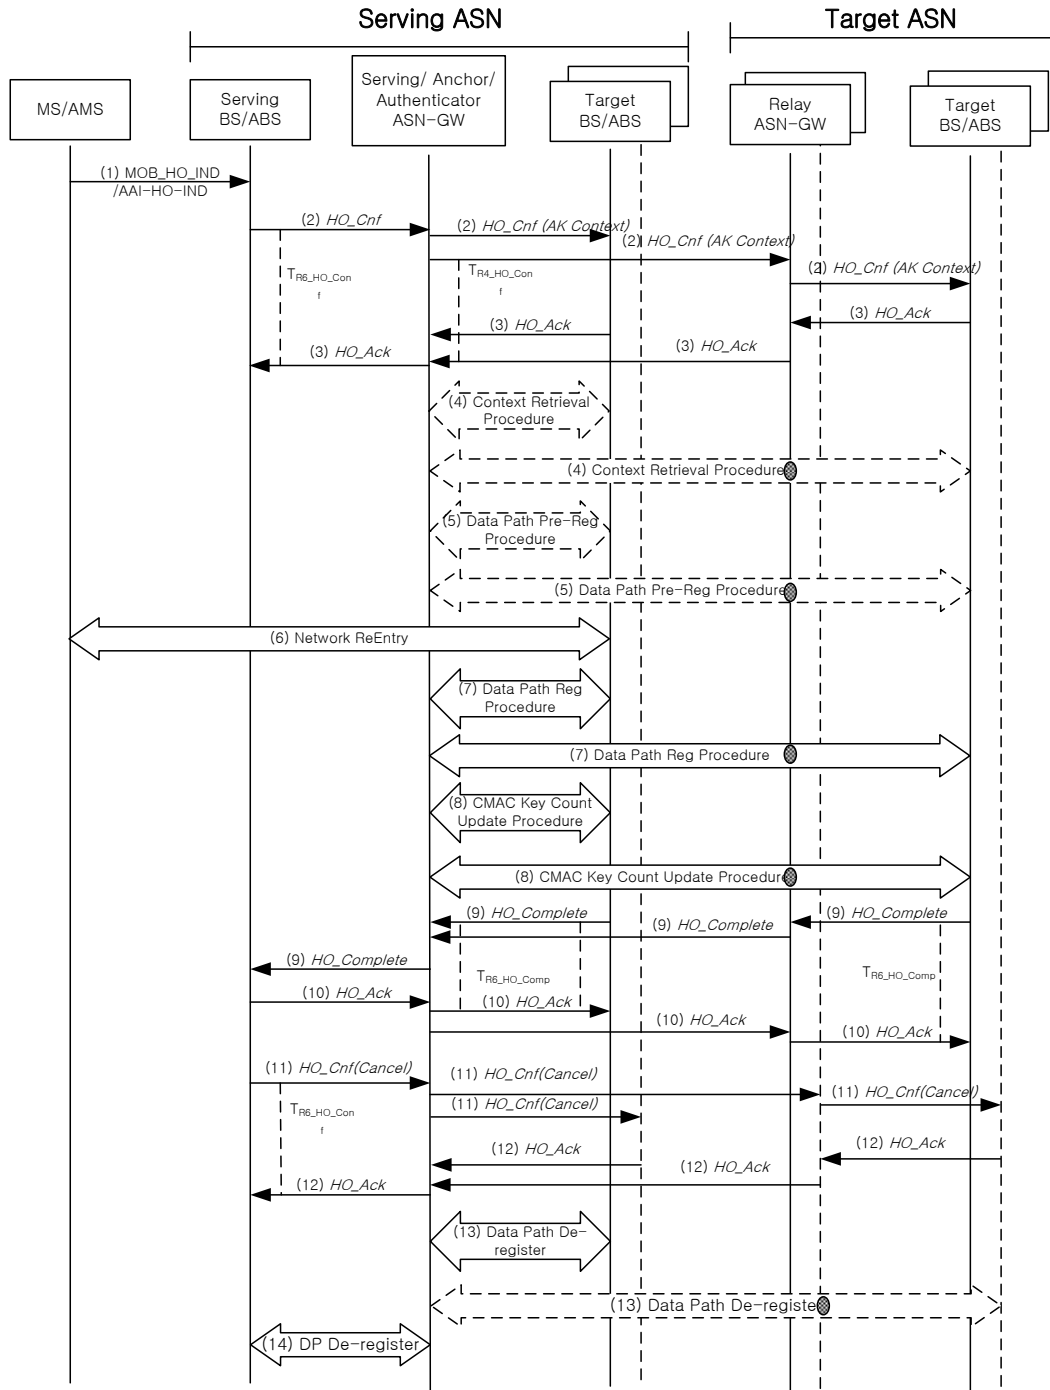 Serving ASN
Target ASN
MS/AMS
Serving
BS/ABS
Serving/ Anchor/
Authenticator
ASN-GW
Target
BS/ABS
Relay
ASN-GW
Target
BS/ABS
(1) MOB_HO_IND
/AAI-HO-IND
(2) HO_Cnf
(2) HO_Cnf (AK Context)
(2) HO_Cnf (AK Context)
(2) HO_Cnf (AK Context)
TR6_HO_Con
f
TR4_HO_Con
f
(3) HO_Ack
(3) HO_Ack
(3) HO_Ack
(3) HO_Ack
(4) Context Retrieval
Procedure
(4) Context Retrieval Procedure
(5) Data Path Pre-Reg
Procedure
(5) Data Path Pre-Reg Procedure
(6) Network ReEntry
(7) Data Path Reg
Procedure
(7) Data Path Reg Procedure
(8) CMAC Key Count
Update Procedure
(8) CMAC Key Count Update Procedure
(9) HO_Complete
(9) HO_Complete
(9) HO_Complete
(9) HO_Complete
TR6_HO_Comp
TR6_HO_Comp
(10) HO_Ack
(10) HO_Ack
(10) HO_Ack
(10) HO_Ack
(11) HO_Cnf(Cancel)
(11) HO_Cnf(Cancel)
(11) HO_Cnf(Cancel)
(11) HO_Cnf(Cancel)
TR6_HO_Con
f
(12) HO_Ack
(12) HO_Ack
(12) HO_Ack
(12) HO_Ack
(13) Data Path De-
register
(13) Data Path De-registe
(14) DP De-register